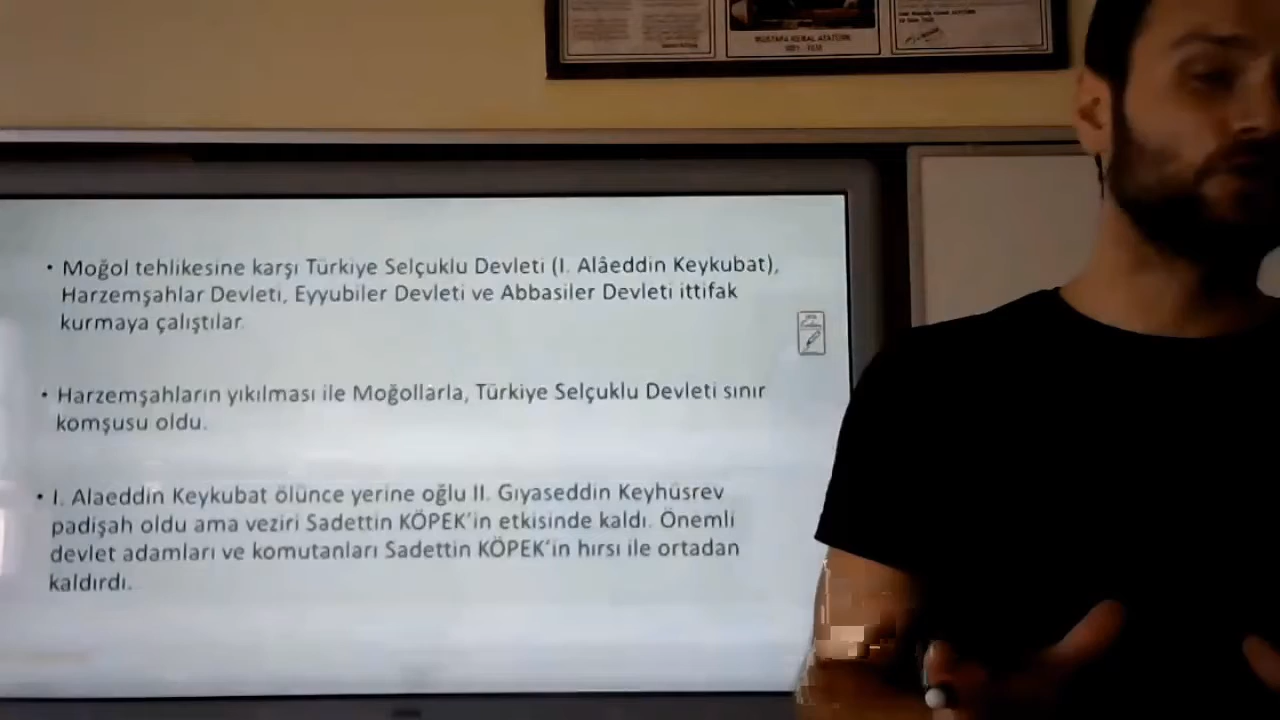 MUSTAFA KEMAL ATATÜRK
• Moğol tehlikesine karşı Türkiye Selçuklu Devleti (I. Alâeddin Keykubat),
Harzemşahlar Devleti, Eyyubiler Devleti ve Abbasiler Devleti ittifak
kurmaya çalıştılar.
• Harzemşahların yıkılması ile Moğollarla, Türkiye Selçuklu Devleti sınır
komşusu oldu.
• I. Alaeddin Keykubat ölünce yerine oğlu II. Gıyaseddin Keyhüsrev
padişah oldu ama veziri Sadettin KÖPEK'in etkisinde kaldı. Önemli
devlet adamları ve komutanları Sadettin KÖPEK'in hırsı ile ortadan
kaldırdı.